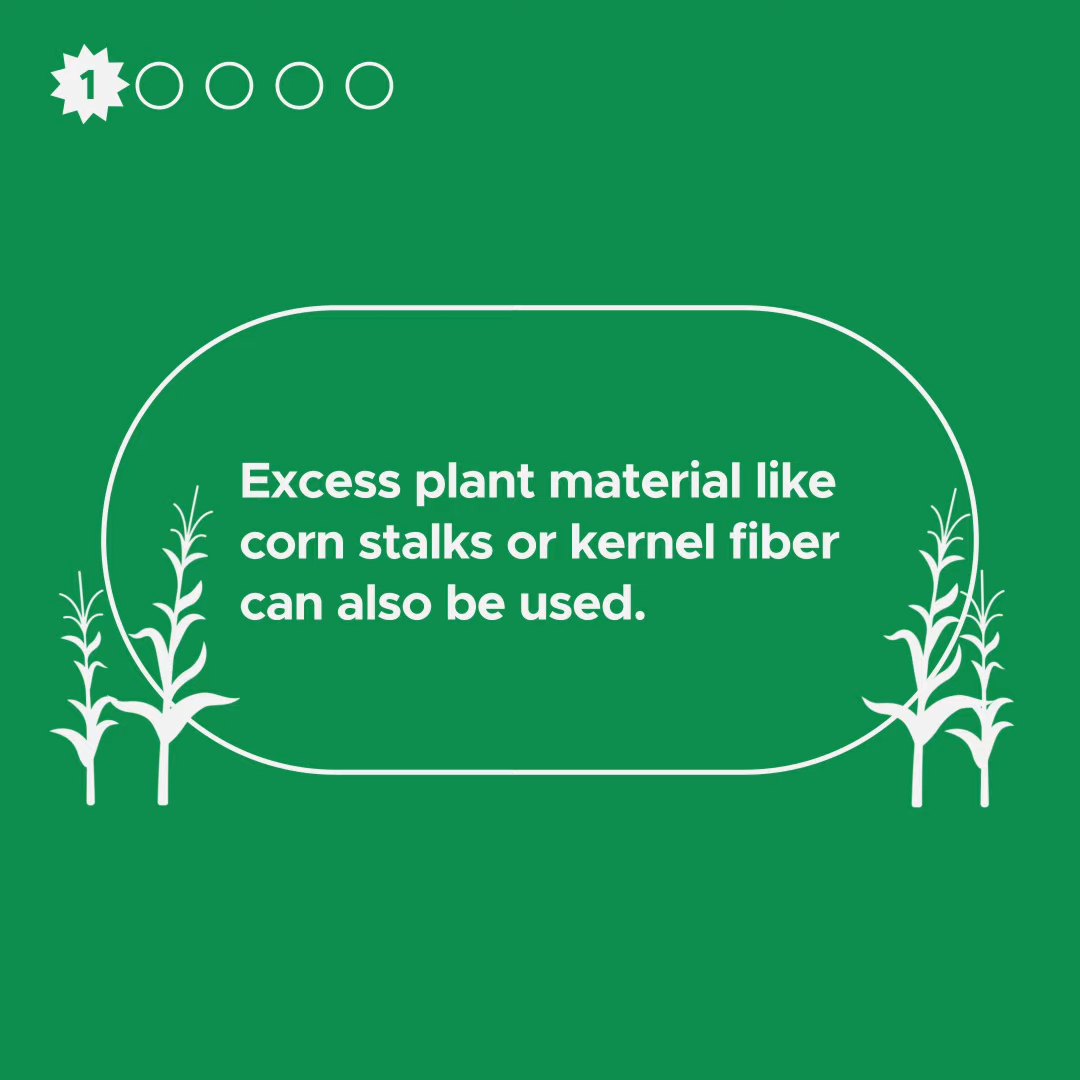 1
Excess plant material like
corn stalks or kernel fiber
can also be used.